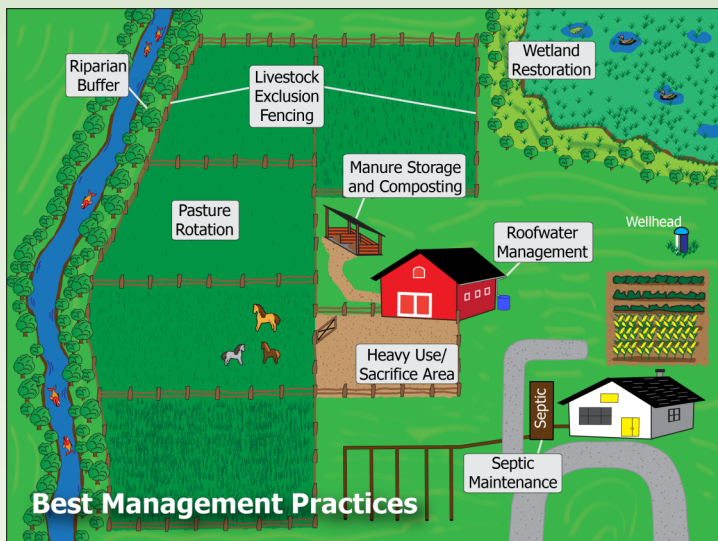 Riparian
Buffer
Livestock
Exclusion
Fencing
Wetland
Restoration
Manure Storage
and Composting
Pasture
Rotation
Roofwater
Management
Wellhead
Heavy Use/
Sacrifice Area
Septic
Septic
Maintenance
Best Management Practices